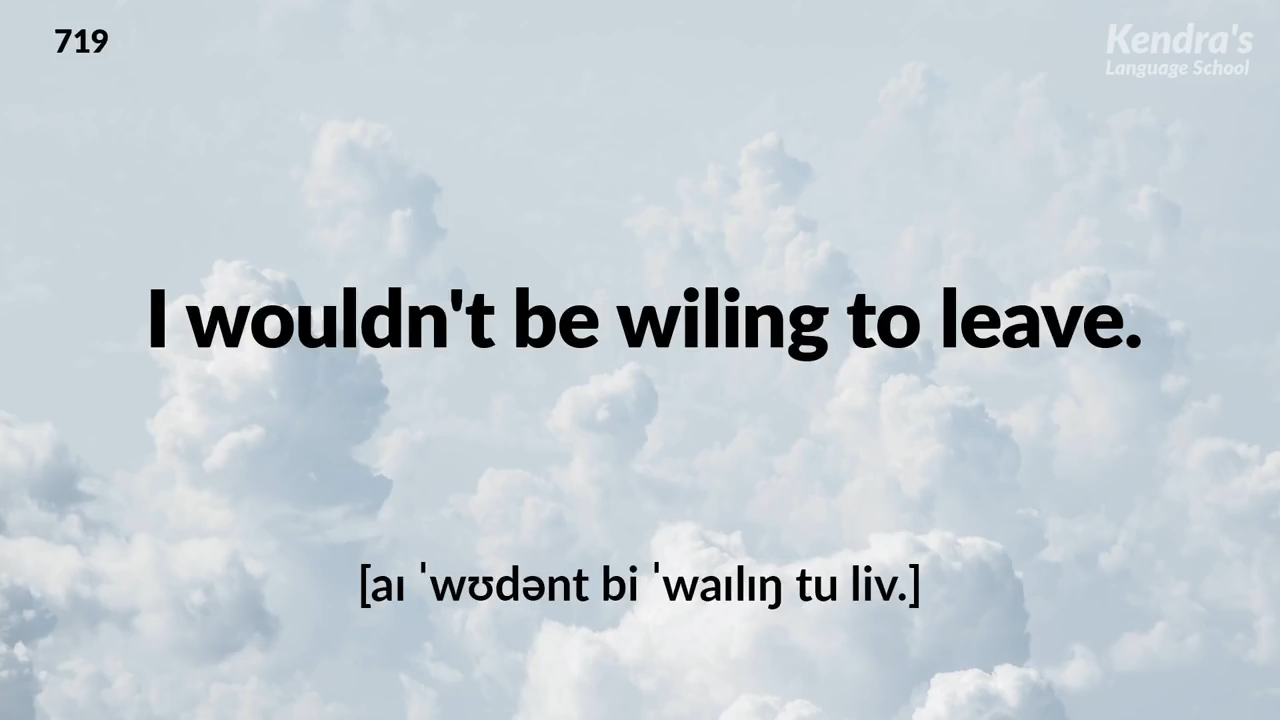 719
Kendra's
Language School
I wouldn't be wiling to leave.
[aɪ ˈwʊdənt bi ˈwaɪlɪŋ tu liv.]